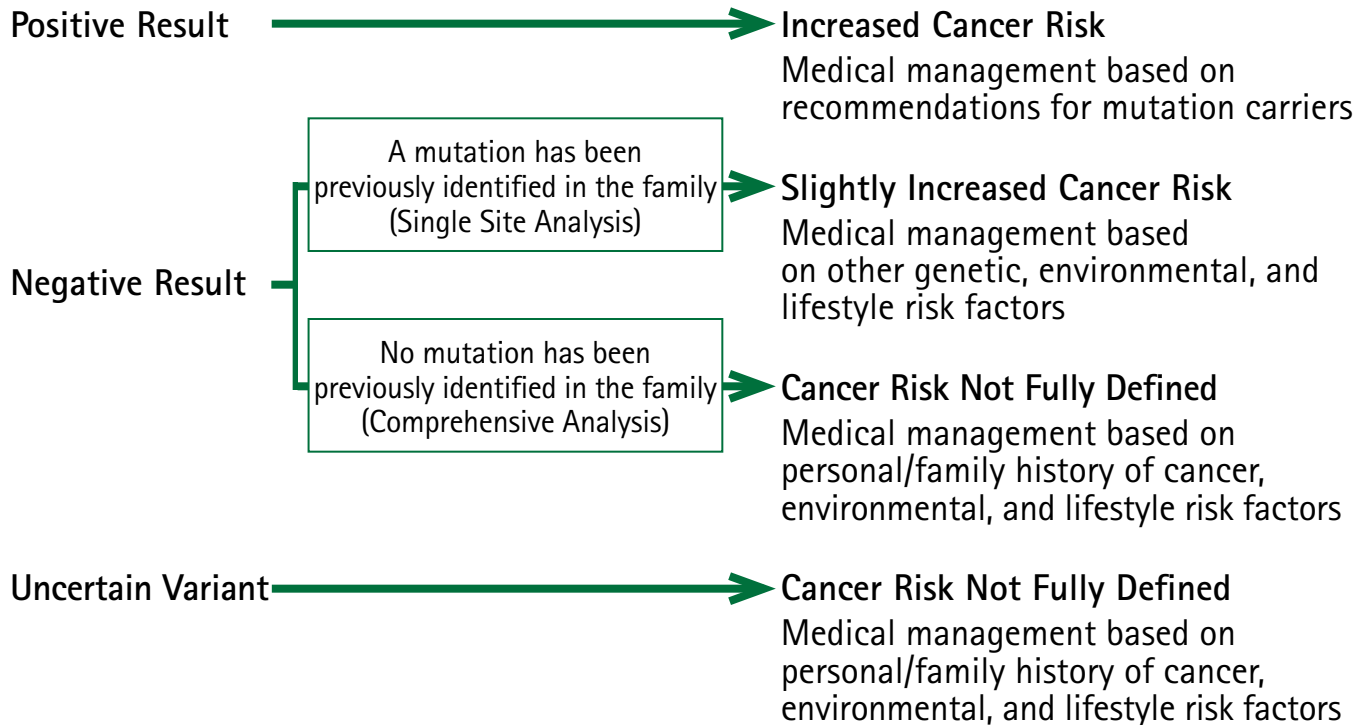 Positive Result
Increased Cancer Risk
Medical management based on
recommendations for mutation carriers
Negative Result
A mutation has been
previously identified in the family
(Single Site Analysis)
Slightly Increased Cancer Risk
Medical management based
on other genetic, environmental, and
lifestyle risk factors
No mutation has been
previously identified in the family
(Comprehensive Analysis)
Cancer Risk Not Fully Defined
Medical management based on
personal/family history of cancer,
environmental, and lifestyle risk factors
Uncertain Variant
Cancer Risk Not Fully Defined
Medical management based on
personal/family history of cancer,
environmental, and lifestyle risk factors